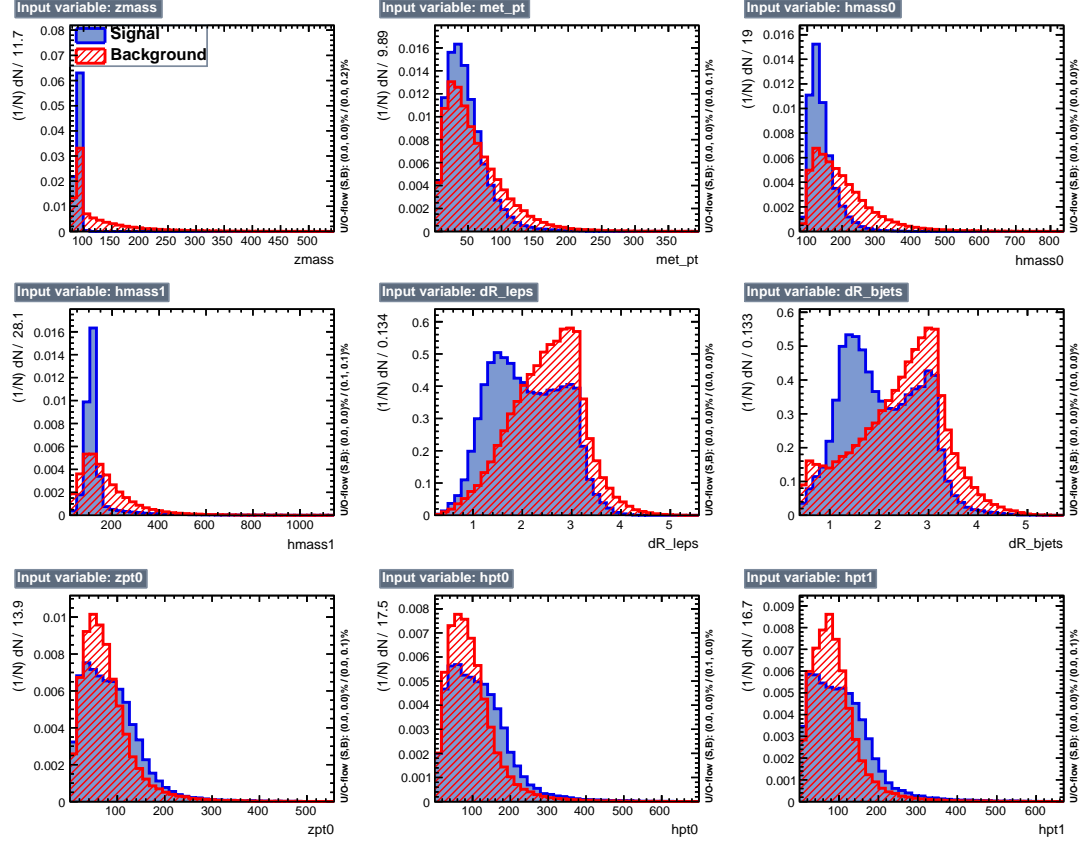 Input variable: zmass
(1/N) dN / 11.7
0.08
0.07
0.06
0.05
0.04
0.03
0.02
0.01
0
Signal
Background
100 150 200 250 300 350 400 450 500
zmass
U/O-flow (S,B): (0.0, 0.0)% / (0.0, 0.2)%
Input variable: met_pt
(1/N) dN / 9.89
0.016
0.014
0.012
0.01
0.008
0.006
0.004
0.002
0
50 100 150 200 250 300 350
met_pt
U/O-flow (S,B): (0.0, 0.0)% / (0.0, 0.1)%
Input variable: hmass0
(1/N) dN / 19
0.016
0.014
0.012
0.01
0.008
0.006
0.004
0.002
0
100 200 300 400 500 600 700 800
hmass0
U/O-flow (S,B): (0.0, 0.0)% / (0.0, 0.0)%
Input variable: hmass1
(1/N) dN / 28.1
0.016
0.014
0.012
0.01
0.008
0.006
0.004
0.002
0
200 400 600 800 1000
hmass1
U/O-flow (S,B): (0.0, 0.0)% / (0.1, 0.1)%
Input variable: dR_leps
(1/N) dN / 0.134
0.6
0.5
0.4
0.3
0.2
0.1
0
1 2 3 4 5
dR_leps
U/O-flow (S,B): (0.0, 0.0)% / (0.0, 0.0)%
Input variable: dR_bjets
(1/N) dN / 0.133
0.6
0.5
0.4
0.3
0.2
0.1
0
1 2 3 4 5
dR_bjets
U/O-flow (S,B): (0.0, 0.0)% / (0.0, 0.0)%
Input variable: zpt0
(1/N) dN / 13.9
0.01
0.008
0.006
0.004
0.002
0
100 200 300 400 500
zpt0
U/O-flow (S,B): (0.0, 0.0)% / (0.0, 0.1)%
Input variable: hpt0
(1/N) dN / 17.5
0.008
0.007
0.006
0.005
0.004
0.003
0.002
0.001
0
100 200 300 400 500 600
hpt0
U/O-flow (S,B): (0.0, 0.0)% / (0.1, 0.0)%
Input variable: hpt1
(1/N) dN / 16.7
0.009
0.008
0.007
0.006
0.005
0.004
0.003
0.002
0.001
0
100 200 300 400 500 600
hpt1
U/O-flow (S,B): (0.0, 0.0)% / (0.0, 0.0)%